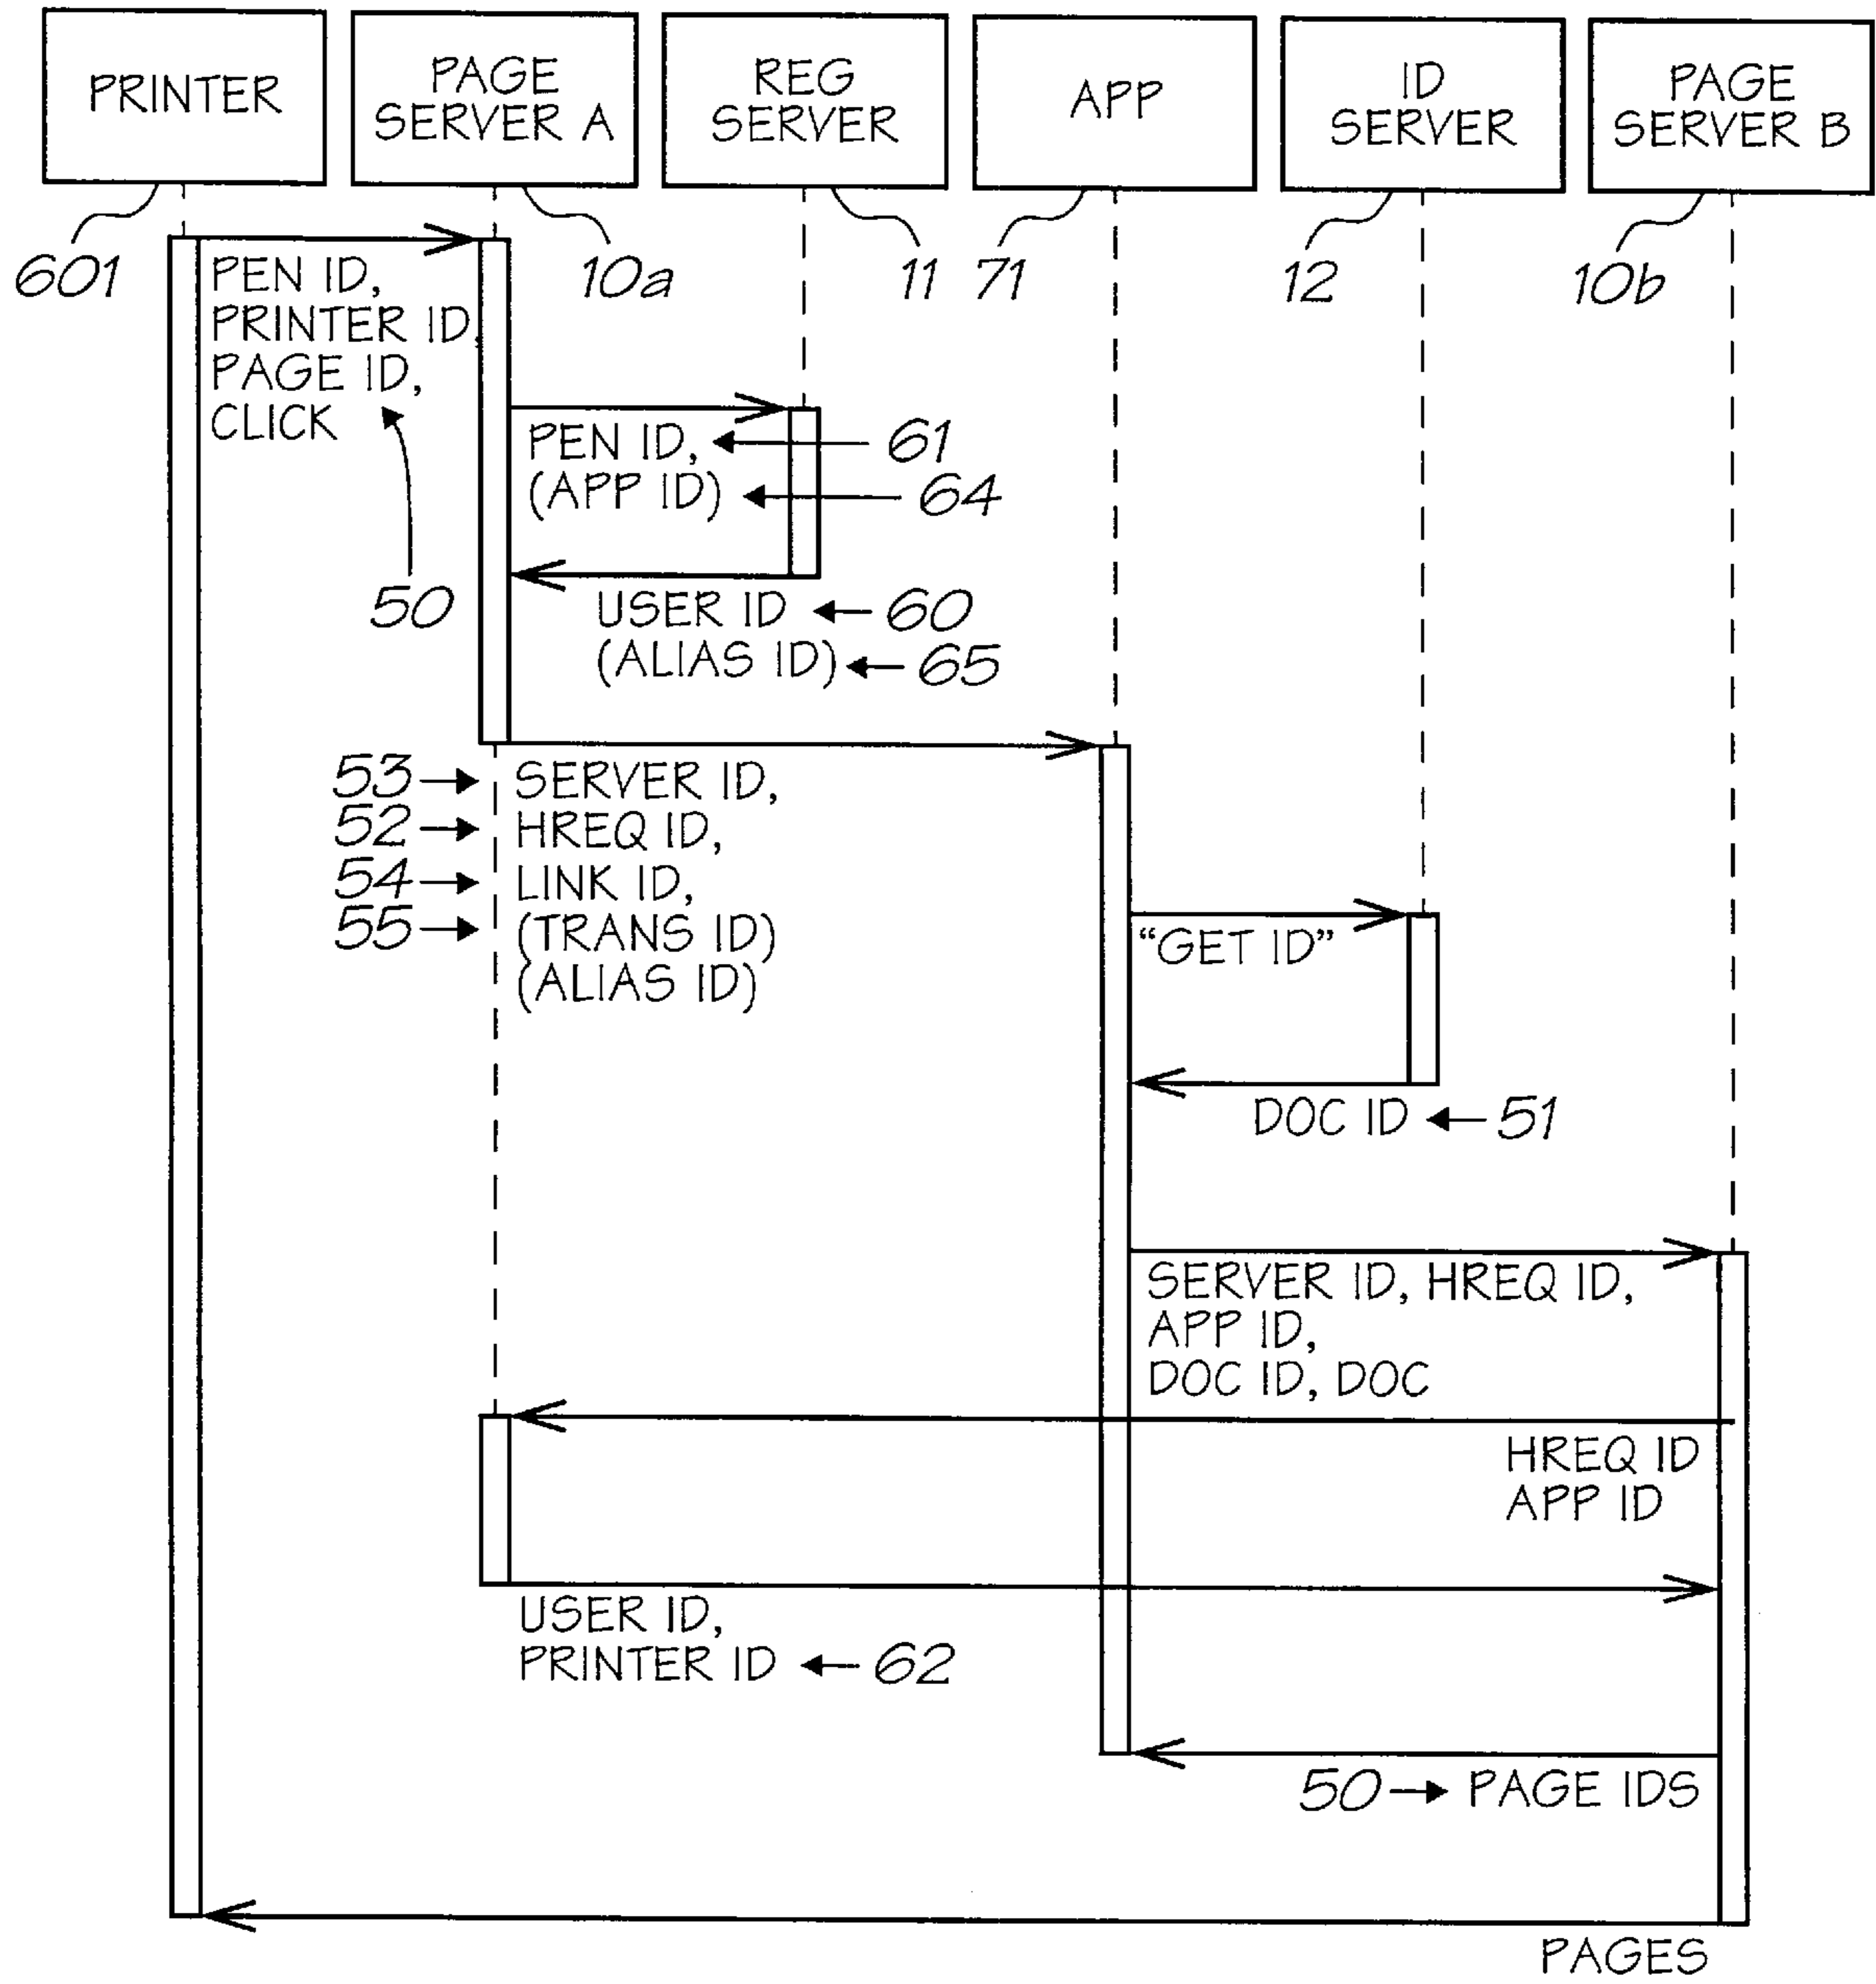 PRINTER
PAGE
SERVER A
REG
SERVER
APP
ID
SERVER
PAGE
SERVER B
601
10a
11
71
12
10b
PEN ID,
PRINTER ID
PAGE ID,
CLICK
50
PEN ID,
61
(APP ID)
64
USER ID
60
(ALIAS ID)
65
53
SERVER ID,
52
HREQ ID,
54
LINK ID,
55
(TRANS ID)
(ALIAS ID)
“GET ID”
DOC ID
51
SERVER ID, HREQ ID,
APP ID,
DOC ID, DOC
HREQ ID
APP ID
USER ID,
PRINTER ID
62
50
PAGE IDS
PAGES